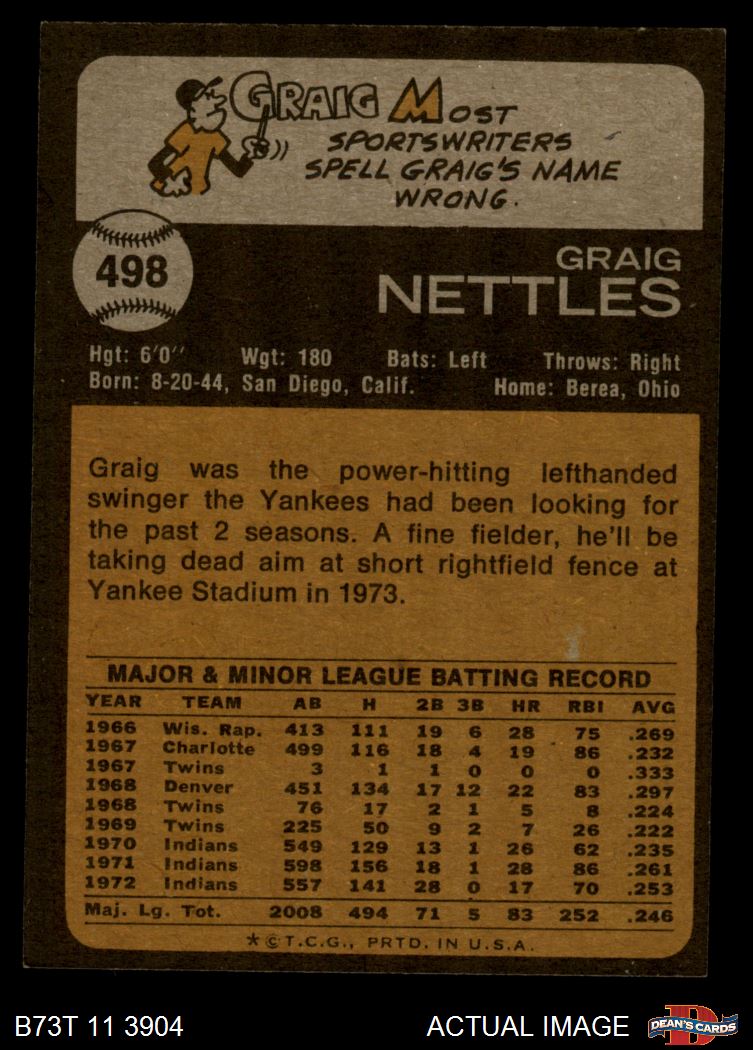 GRAIG MOST
SPORTSWRITERS
SPELL GRAIG'S NAME
WRONG.
498
GRAIG
NETTLES
Hgt: 6'0" Wgt: 180 Bats: Left Throws: Right
Born: 8-20-44, San Diego, Calif. Home: Berea, Ohio
Graig was the power-hitting lefthanded
swinger the Yankees had been looking for
the past 2 seasons. A fine fielder, he'll be
taking dead aim at short rightfield fence at
Yankee Stadium in 1973.
MAJOR & MINOR LEAGUE BATTING RECORD
YEAR TEAM AB H 2B 3B HR RBI AVG
1966 Wis. Rap. 413 111 19 6 28 75 .269
1967 Charlotte 499 116 18 4 19 86 .232
1967 Twins 3 1 1 0 0 0 .333
1968 Denver 451 134 17 12 22 83 .297
1968 Twins 76 17 2 1 5 8 .224
1969 Twins 225 50 9 2 7 26 .222
1970 Indians 549 129 13 1 26 62 .235
1971 Indians 598 156 18 1 28 86 .261
1972 Indians 557 141 28 0 17 70 .253
Maj. Lg. Tot. 2008 494 71 5 83 252 .246
*©T.C.G., PRTD. IN U.S.A.
B73T 11 3904 ACTUAL IMAGE D DEAN'S CARDS